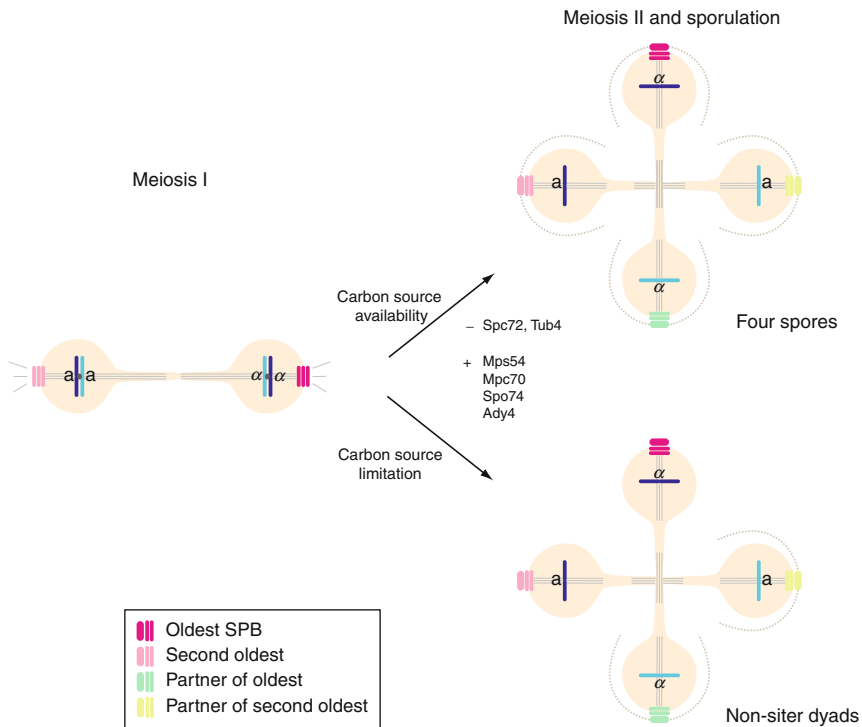 Meiosis II and sporulation
α
a
a
α
Meiosis I
Carbon source
availability
– Spc72, Tub4
+ Mps54
Mpc70
Spo74
Ady4
Four spores
a a
α α
Carbon source
limitation
α
a
a
α
Non-siter dyads
Oldest SPB
Second oldest
Partner of oldest
Partner of second oldest